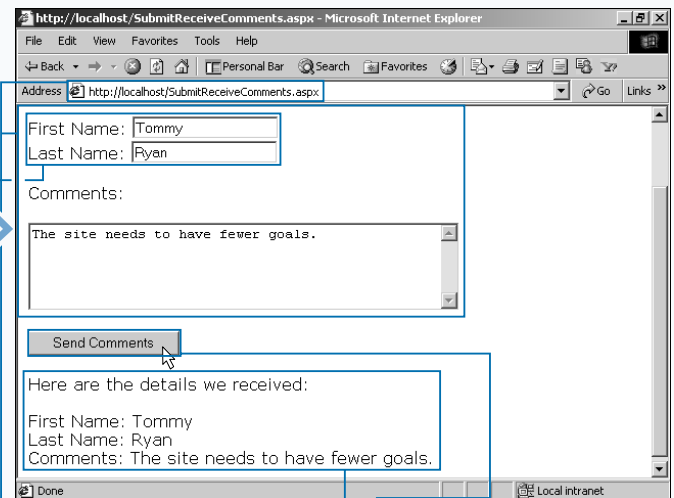 http://localhost/SubmitReceiveComments.aspx - Microsoft Internet Explorer
File Edit View Favorites Tools Help
Back Personal Bar Search Favorites
Address http://localhost/SubmitReceiveComments.aspx Go Links »
First Name: Tommy
Last Name: Ryan
Comments:
The site needs to have fewer goals.
Send Comments
Here are the details we received:
First Name: Tommy
Last Name: Ryan
Comments: The site needs to have fewer goals.
Done Local intranet